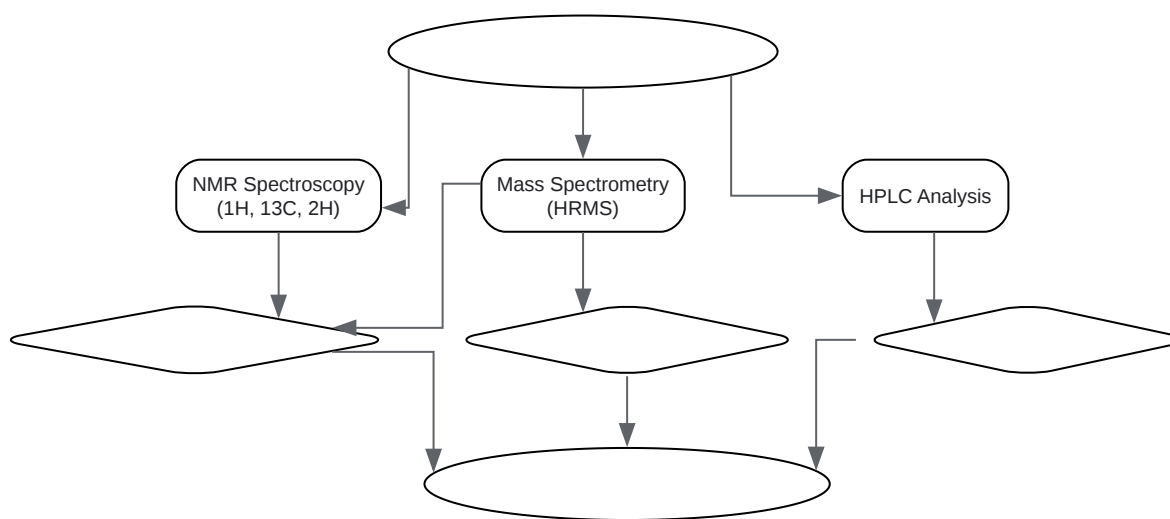 NMR Spectroscopy
(1H, 13C, 2H)
Mass Spectrometry
(HRMS)
HPLC Analysis